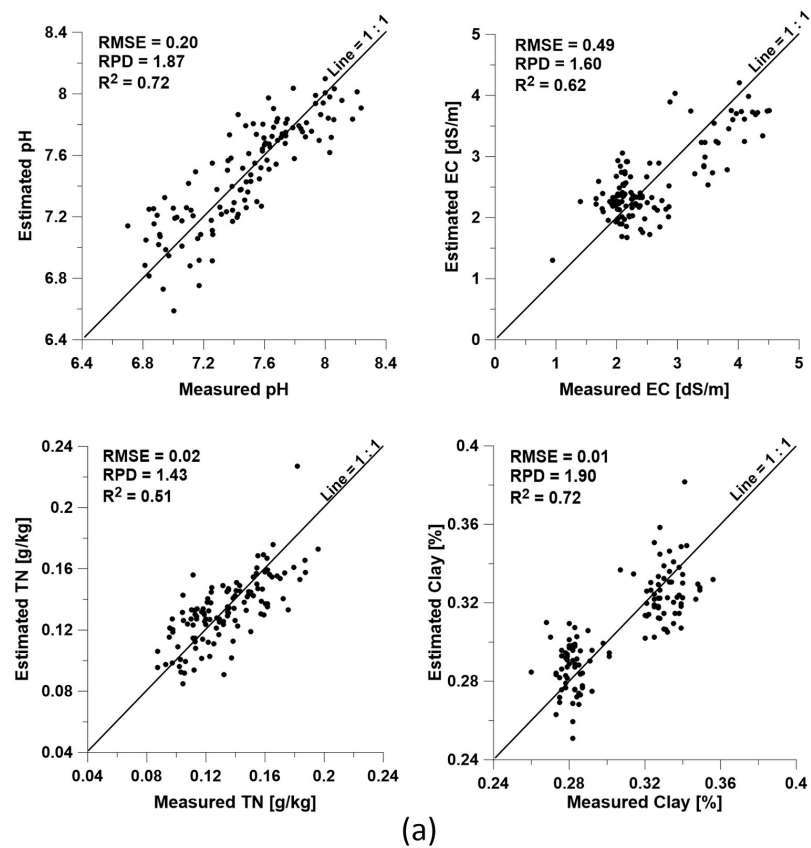 RMSE = 0.20
RPD = 1.87
R² = 0.72
Line = 1 : 1
Estimated pH
8.4
8
7.6
7.2
6.8
6.4
6.4 6.8 7.2 7.6 8 8.4
Measured pH
RMSE = 0.49
RPD = 1.60
R² = 0.62
Line = 1 : 1
Estimated EC [dS/m]
5
4
3
2
1
0
0 1 2 3 4 5
Measured EC [dS/m]
RMSE = 0.02
RPD = 1.43
R² = 0.51
Line = 1 : 1
Estimated TN [g/kg]
0.24
0.2
0.16
0.12
0.08
0.04
0.04 0.08 0.12 0.16 0.2 0.24
Measured TN [g/kg]
RMSE = 0.01
RPD = 1.90
R² = 0.72
Line = 1 : 1
Estimated Clay [%]
0.4
0.36
0.32
0.28
0.24
0.24 0.28 0.32 0.36 0.4
Measured Clay [%]
(a)